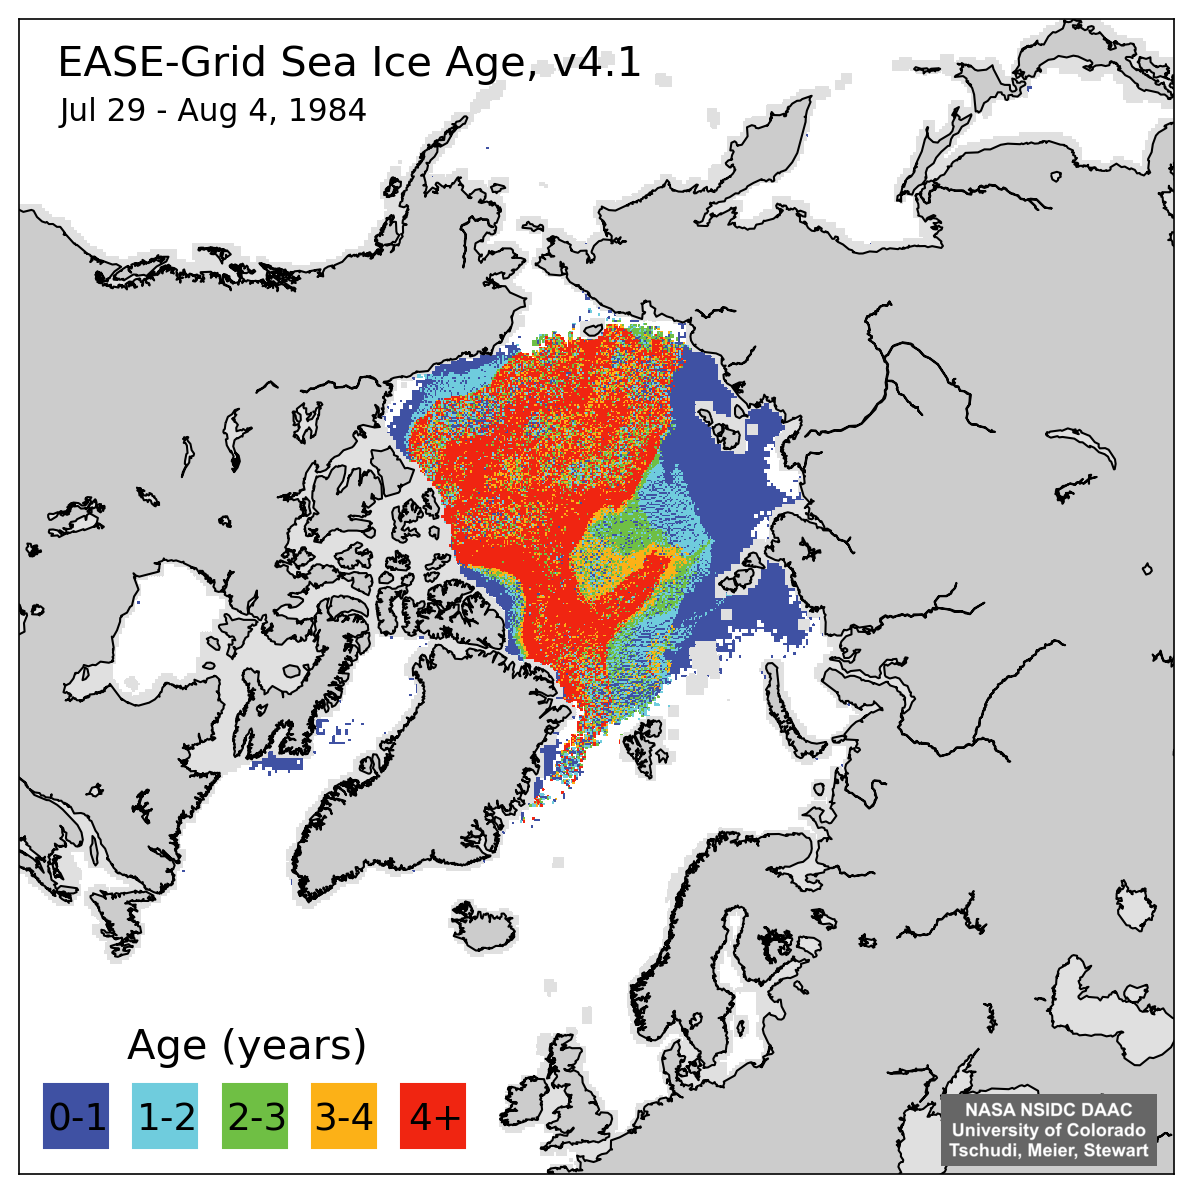 EASE-Grid Sea Ice Age, v4.1
Jul 29 - Aug 4, 1984
Age (years)
0-1 1-2 2-3 3-4 4+
NASA NSIDC DAAC
University of Colorado
Tschudi, Meier, Stewart